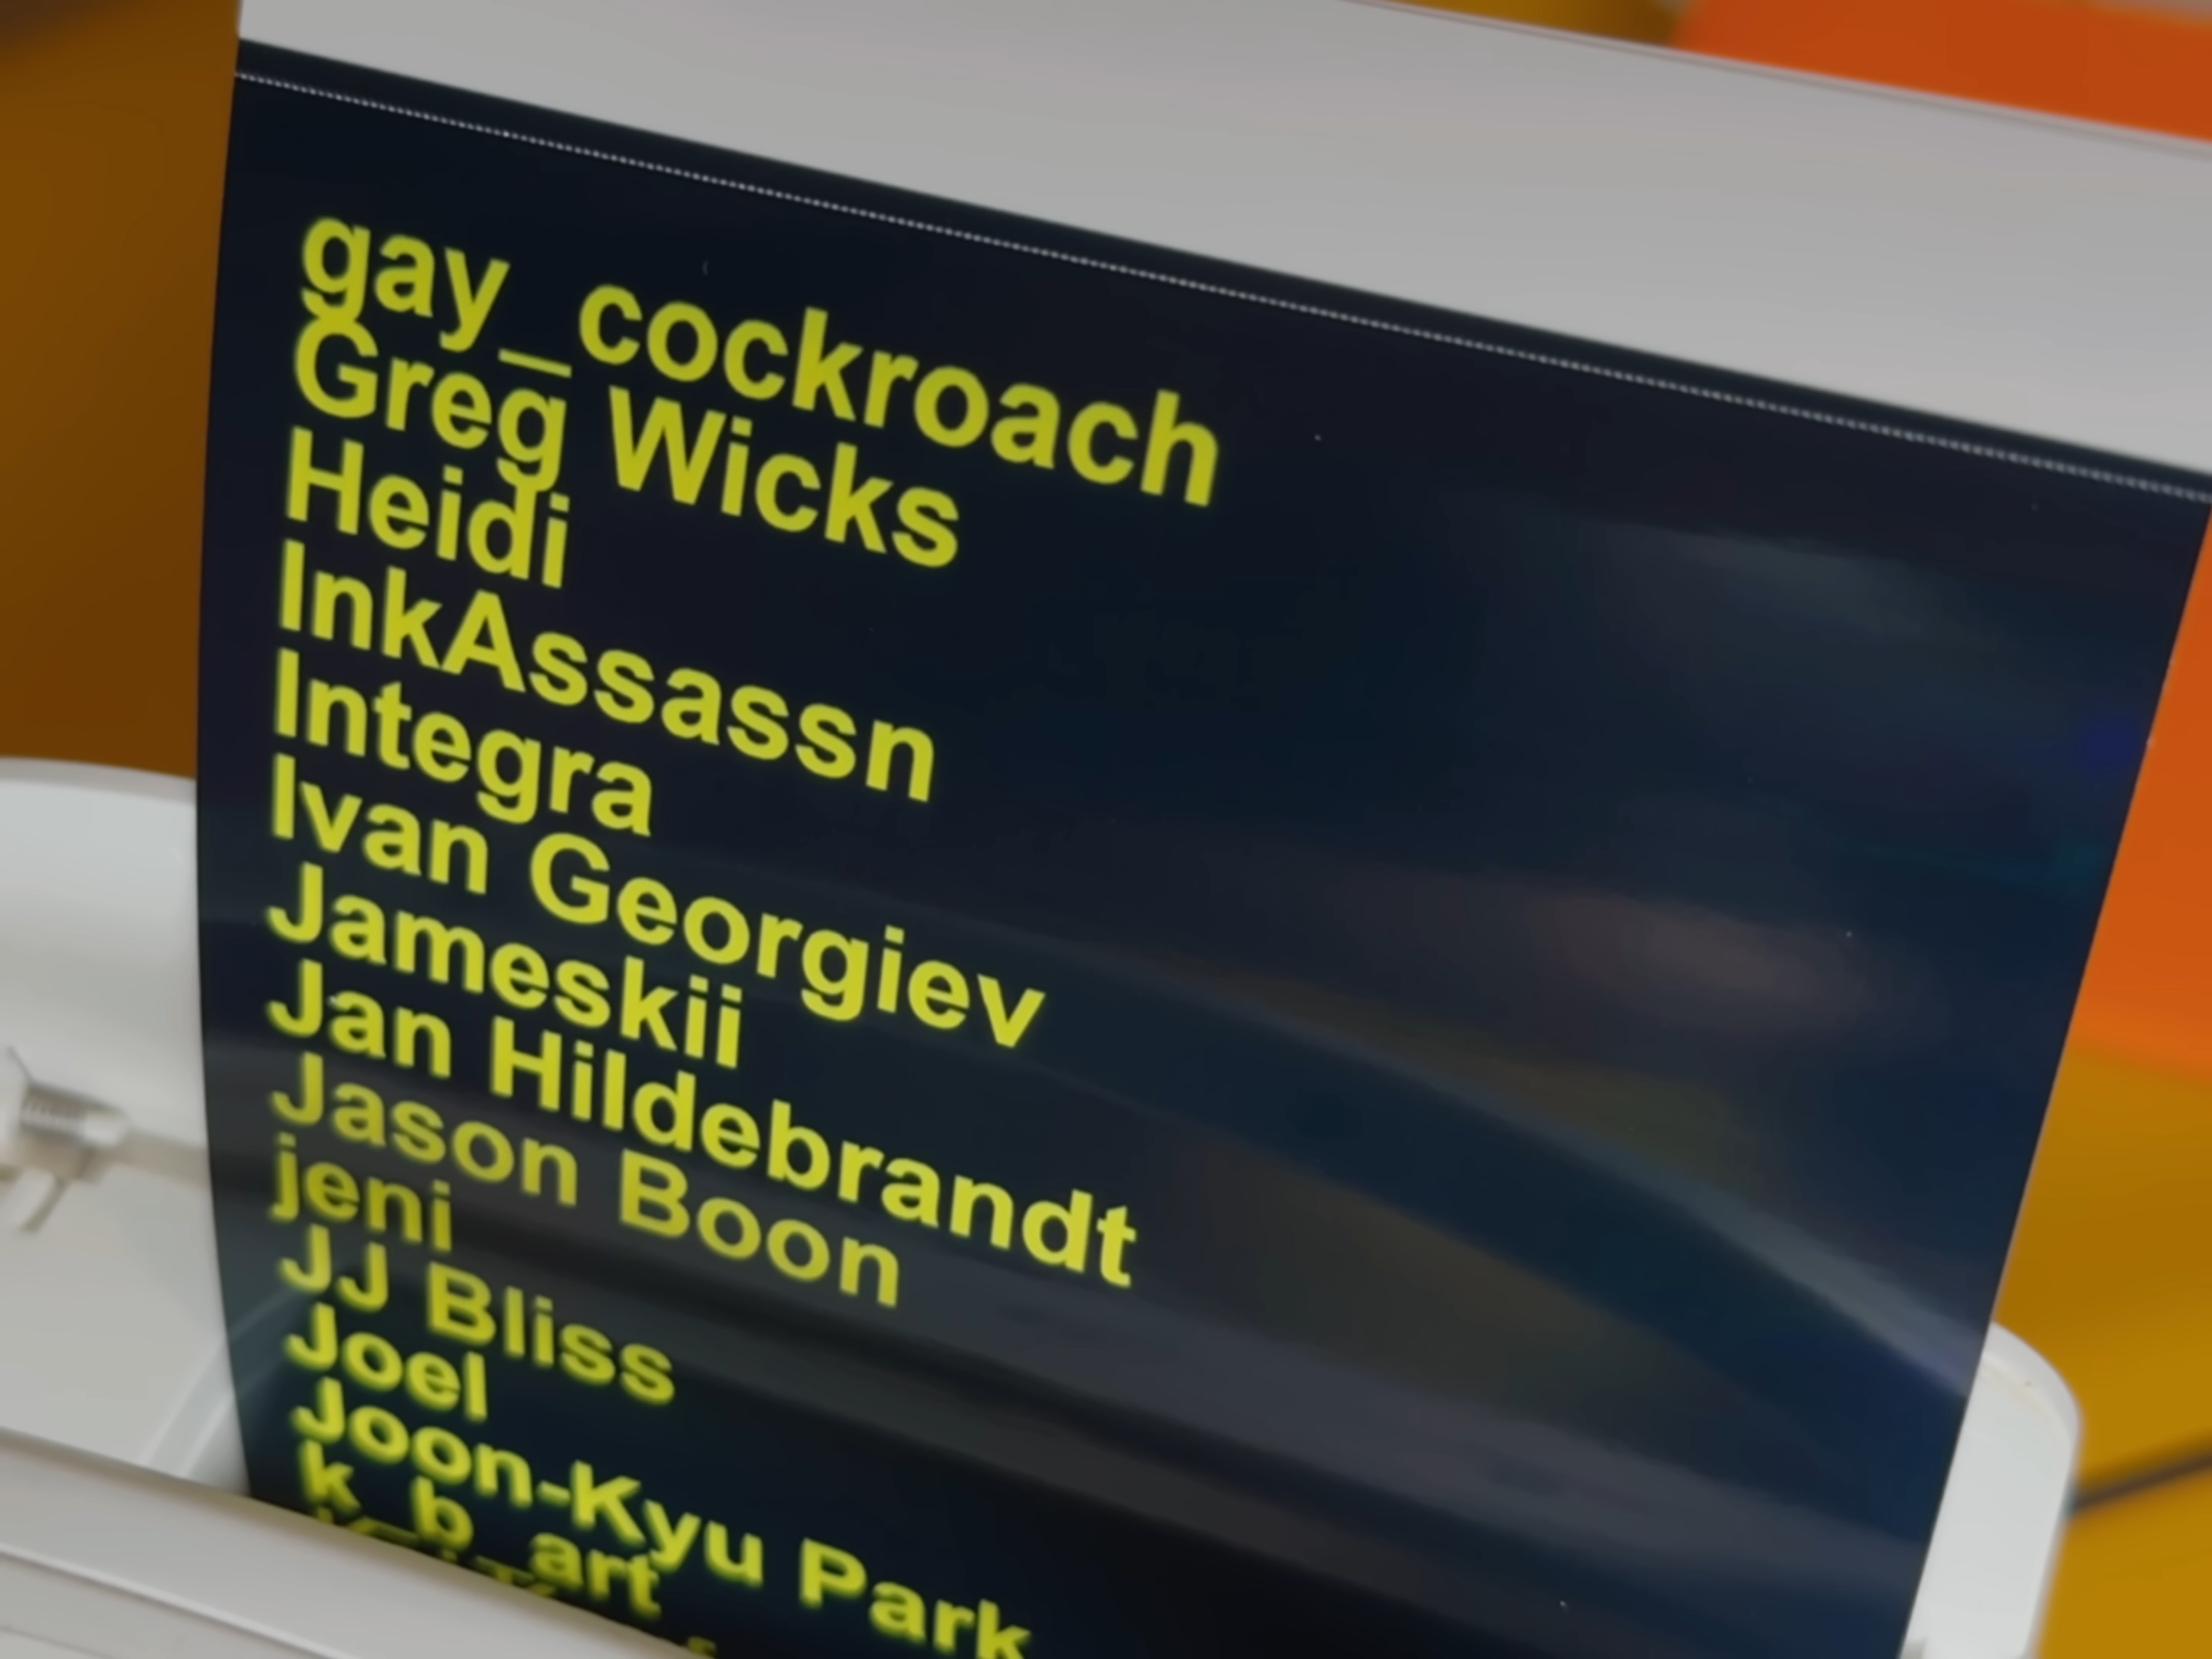 gay_cockroach
Greg Wicks
Heidi
InkAssassn
Integra
Ivan Georgiev
Jameskii
Jan Hildebrandt
Jason Boon
jeni
JJ Bliss
Joel
Joon-Kyu Park
k_b_art